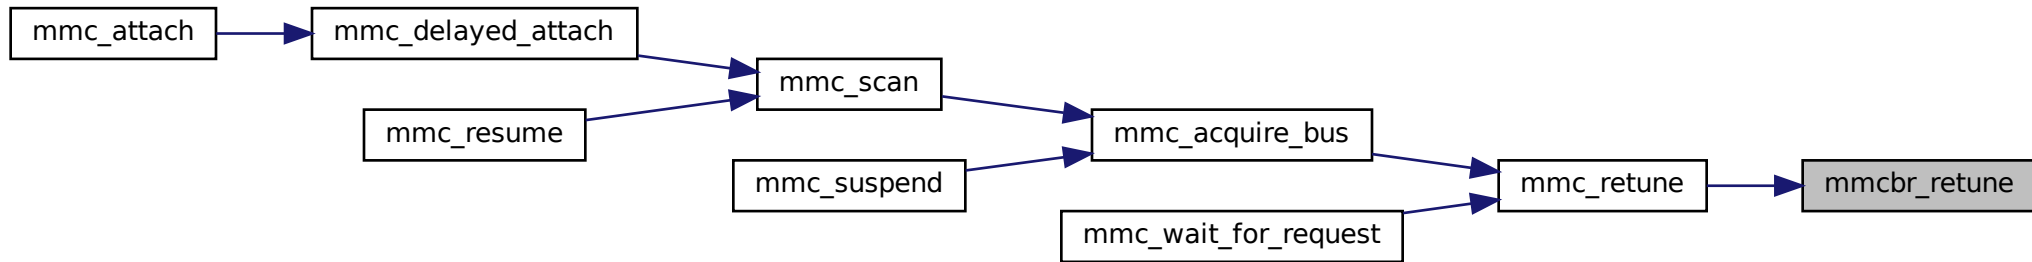 mmc_attach
mmc_delayed_attach
mmc_scan
mmc_resume
mmc_acquire_bus
mmc_suspend
mmc_retune
mmcbr_retune
mmc_wait_for_request